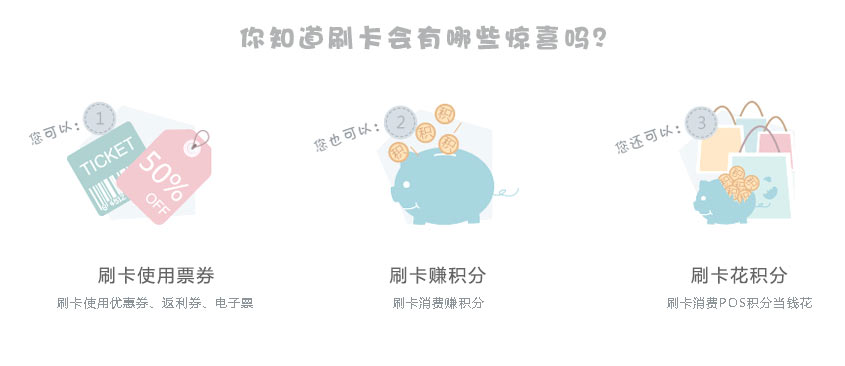 你知道刷卡会有哪些惊喜吗?
您可以:
1
TICKET
50%
OFF
刷卡使用票券
刷卡使用优惠券、返利券、电子票
您也可以:
2
积
积
积
积
刷卡赚积分
刷卡消费赚积分
您还可以:
3
刷卡花积分
刷卡消费POS积分当钱花